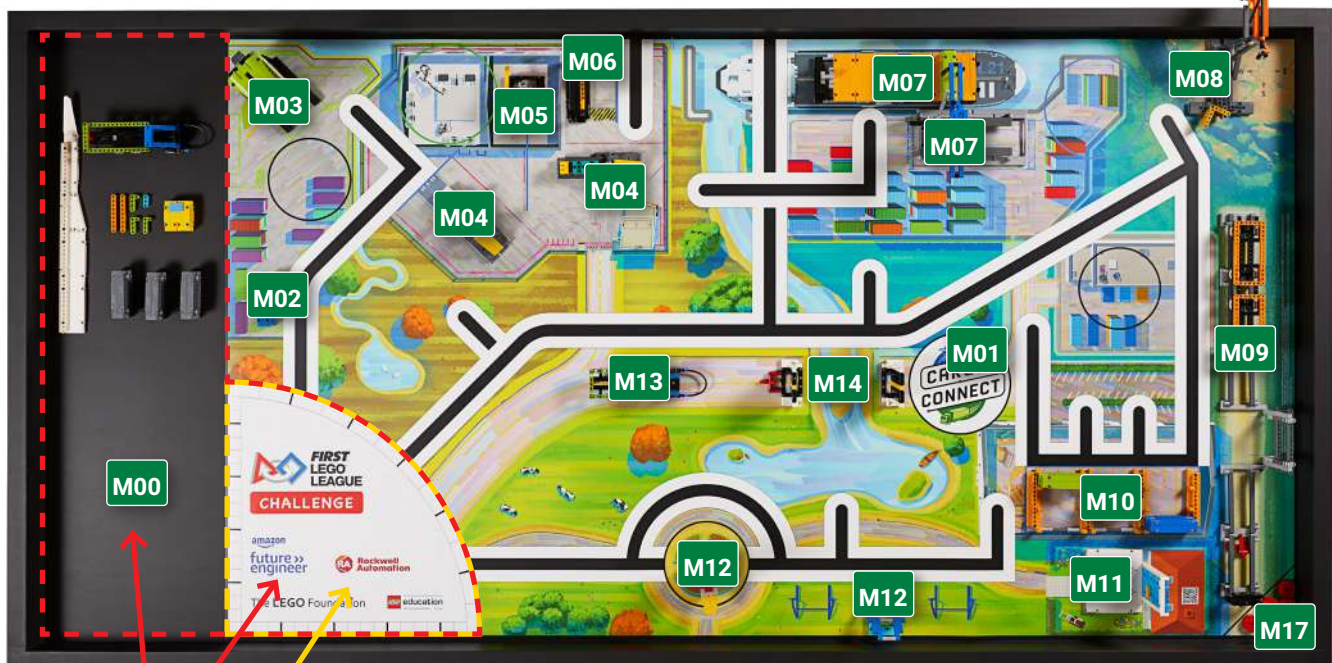 M08
M06
M07
M03
M05
M07
M04
M04
M02
M09
M01
M13
M14
CARGO
CONNECT
FIRST
LEGO
LEAGUE
CHALLENGE
M00
M10
amazon
future
engineer
RA
Rockwell
Automation
M12
M11
M12
The LEGO Foundation
education
M17